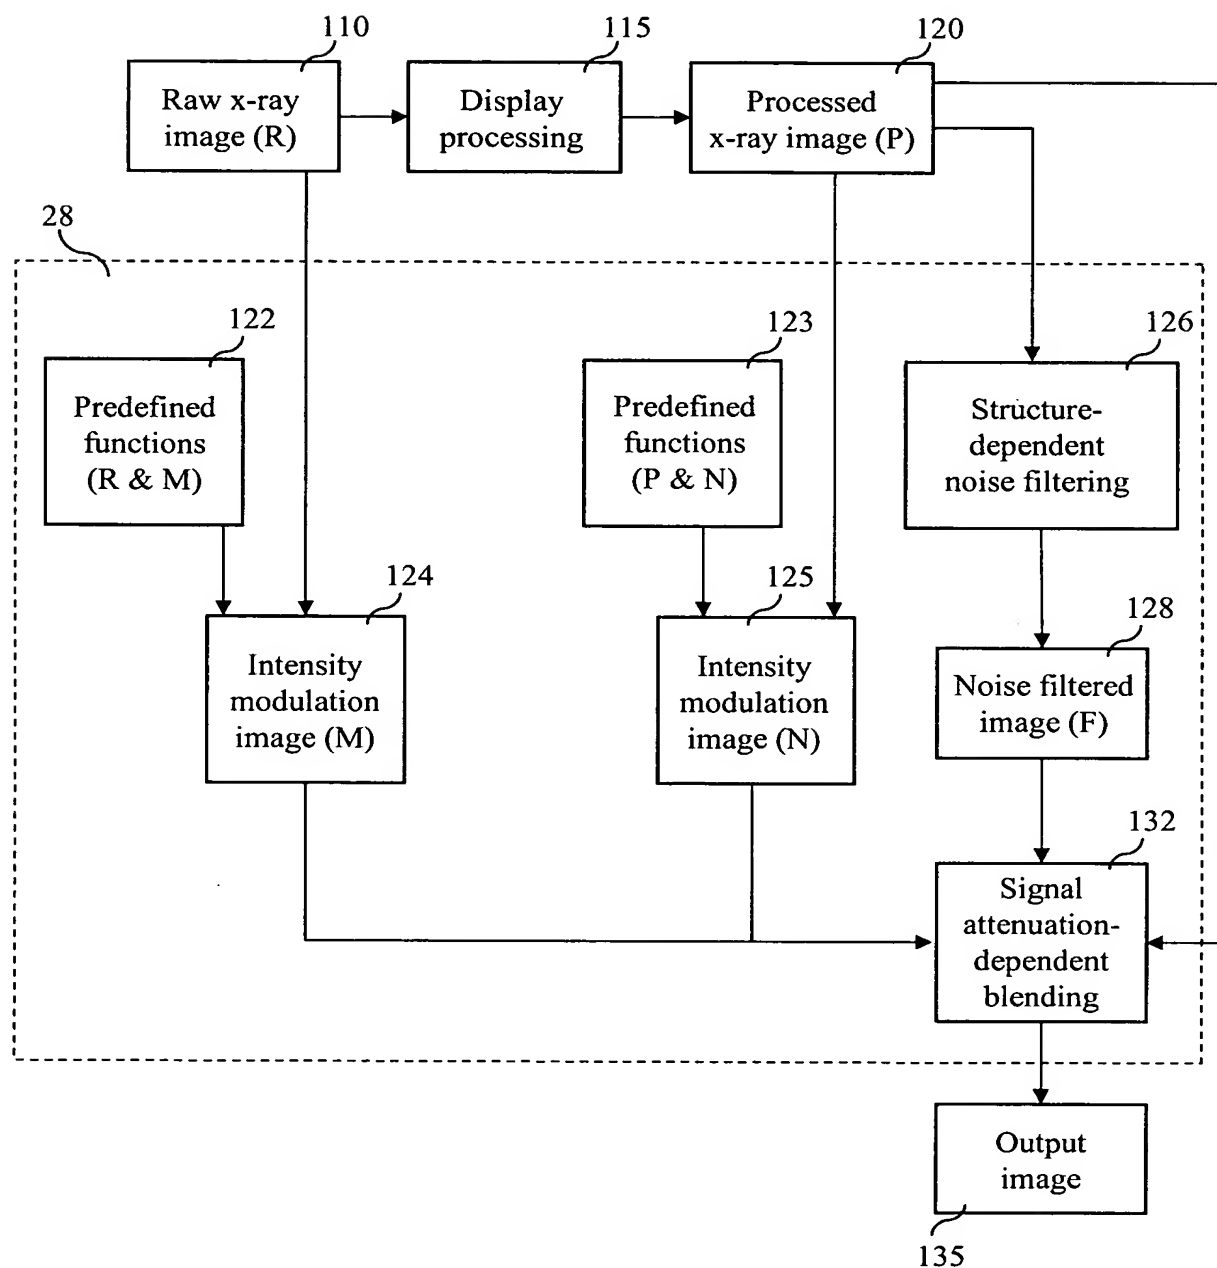 110
115
120
Raw x-ray
image (R)
Display
processing
Processed
x-ray image (P)
28
122
123
126
Predefined
functions
(R & M)
Predefined
functions
(P & N)
Structure-
dependent
noise filtering
124
125
128
Intensity
modulation
image (M)
Intensity
modulation
image (N)
Noise filtered
image (F)
132
Signal
attenuation-
dependent
blending
Output
image
135